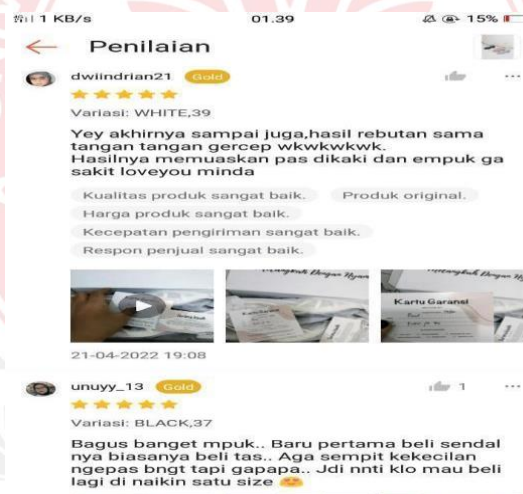 1 KB/s 01.39 15%
Penilaian
dwiindrian21 Gold
Variasi: WHITE,39
Yey akhirnya sampai juga,hasil rebutan sama
tangan tangan gercep wkwkwkwk.
Hasilnya memuaskan pas dikaki dan empuk ga
sakit loveyou minda
Kualitas produk sangat baik. Produk original.
Harga produk sangat baik.
Kecepatan pengiriman sangat baik.
Respon penjual sangat baik.
Kartu Garansi
21-04-2022 19:08
unuyy_13 Gold
1
Variasi: BLACK,37
Bagus banget mpuk.. Baru pertama beli sendal
nya biasanya beli tas.. Aga sempit kekecilan
ngepas bngt tapi gapapa.. Jdi nnti klo mau beli
lagi di naikin satu size 🥺